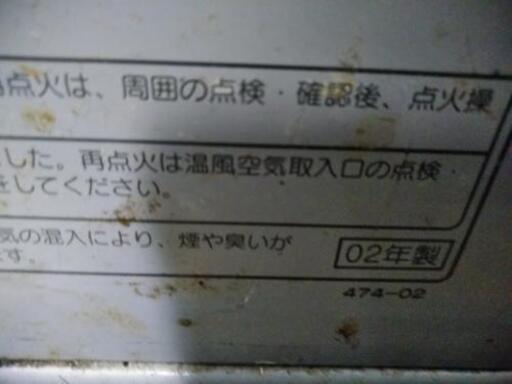 点火は、周囲の点検・確認後、点火操
した。再点火は温風空気取入口の点検・
をしてください。
気の混入により、煙や臭いが
ます。
02年製
474-02